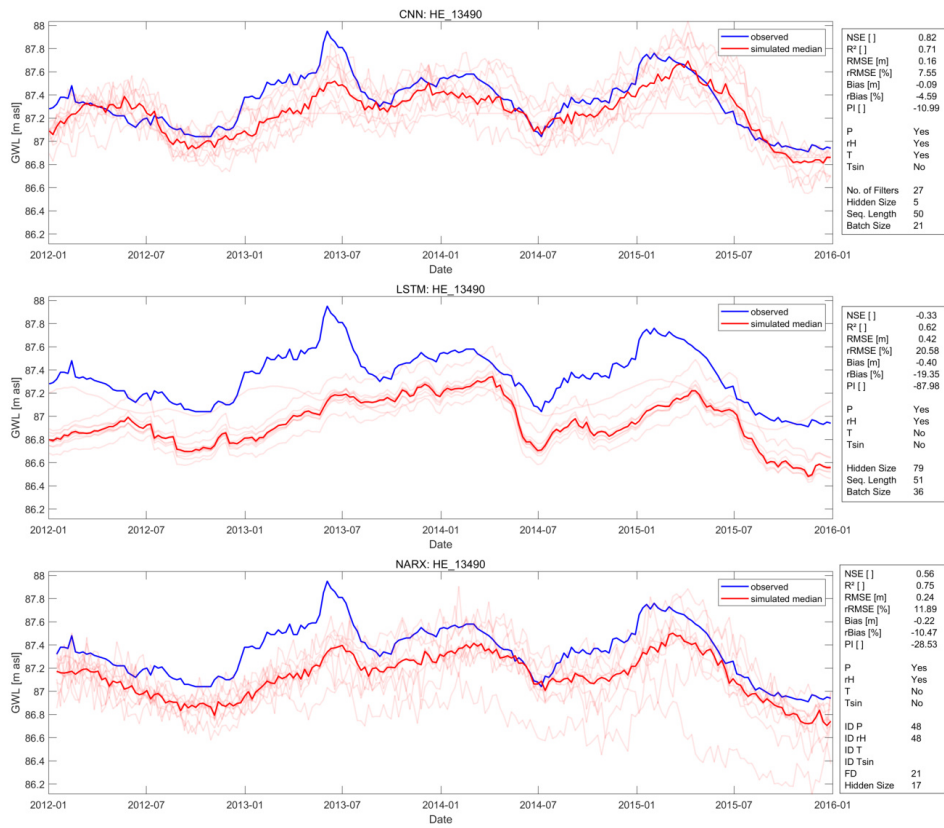 CNN: HE_13490
88
87.8
87.6
87.4
87.2
87
86.8
86.6
86.4
86.2
GWL [m asl]
observed
simulated median
2012-01 2012-07 2013-01 2013-07 2014-01 2014-07 2015-01 2015-07 2016-01
Date
NSE [ ] 0.82
R² [ ] 0.71
RMSE [m] 0.16
rRMSE [%] 7.55
Bias [m] -0.09
rBias [%] -4.59
PI [ ] -10.99
P Yes
rH Yes
T Yes
Tsin No
No. of Filters 27
Hidden Size 5
Seq. Length 50
Batch Size 21
LSTM: HE_13490
88
87.8
87.6
87.4
87.2
87
86.8
86.6
86.4
86.2
GWL [m asl]
observed
simulated median
2012-01 2012-07 2013-01 2013-07 2014-01 2014-07 2015-01 2015-07 2016-01
Date
NSE [ ] -0.33
R² [ ] 0.62
RMSE [m] 0.42
rRMSE [%] 20.58
Bias [m] -0.40
rBias [%] -19.35
PI [ ] -87.98
P Yes
rH Yes
T No
Tsin No
Hidden Size 79
Seq. Length 51
Batch Size 36
NARX: HE_13490
88
87.8
87.6
87.4
87.2
87
86.8
86.6
86.4
86.2
GWL [m asl]
observed
simulated median
2012-01 2012-07 2013-01 2013-07 2014-01 2014-07 2015-01 2015-07 2016-01
Date
NSE [ ] 0.56
R² [ ] 0.75
RMSE [m] 0.24
rRMSE [%] 11.89
Bias [m] -0.22
rBias [%] -10.47
PI [ ] -28.53
P Yes
rH Yes
T No
Tsin No
ID P 48
ID rH 48
ID T
ID Tsin
FD 21
Hidden Size 17